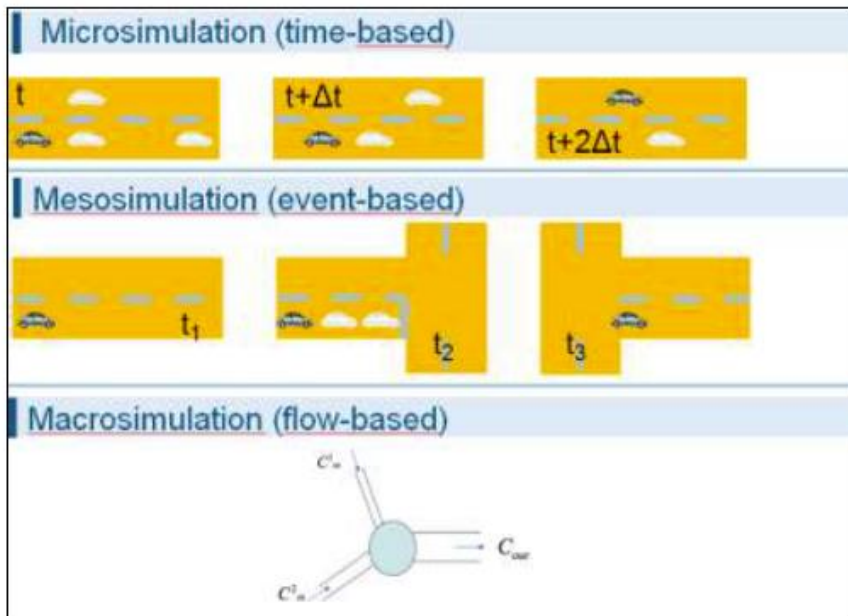 Microsimulation (time-based)
t
t+Δt
t+2Δt
Mesosimulation (event-based)
t₁
t₂
t₃
Macrosimulation (flow-based)
C¹ᵢₙ
C²ᵢₙ
Cₒᵤₜ